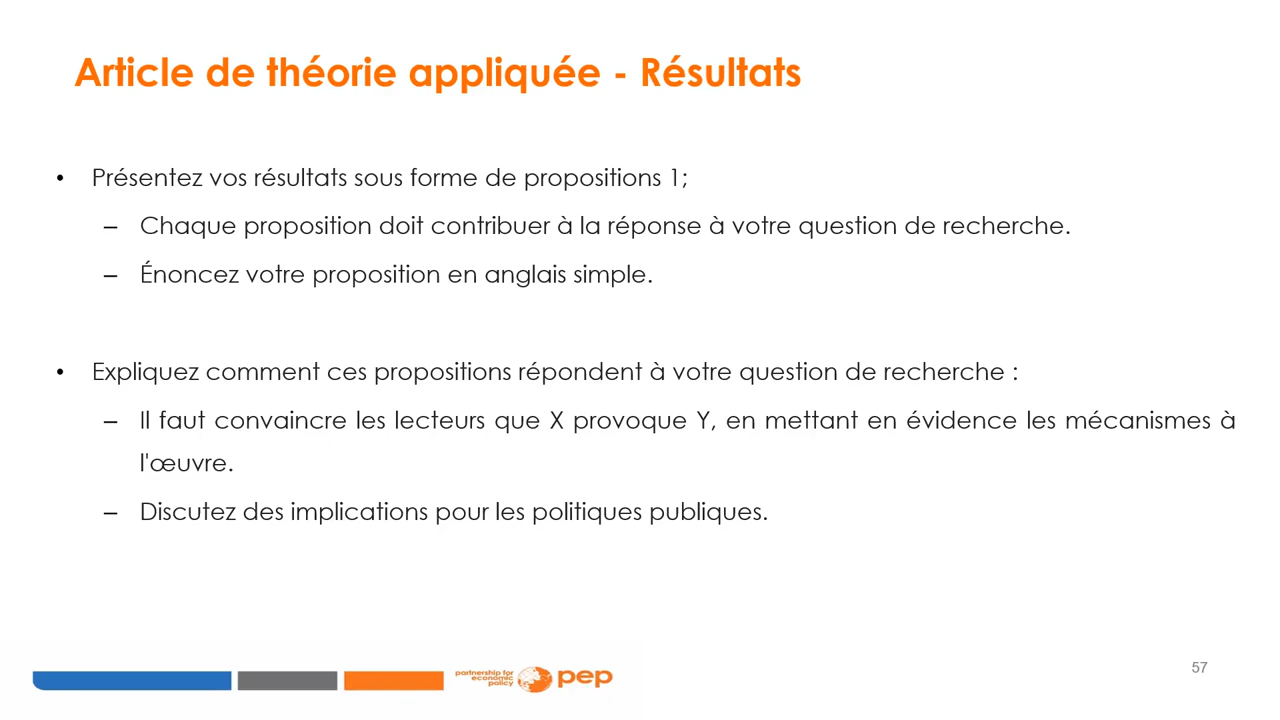 Article de théorie appliquée - Résultats
• Présentez vos résultats sous forme de propositions 1;
– Chaque proposition doit contribuer à la réponse à votre question de recherche.
– Énoncez votre proposition en anglais simple.
• Expliquez comment ces propositions répondent à votre question de recherche :
– Il faut convaincre les lecteurs que X provoque Y, en mettant en évidence les mécanismes à
l'œuvre.
– Discutez des implications pour les politiques publiques.
partnership for
economic
policy
pep
57